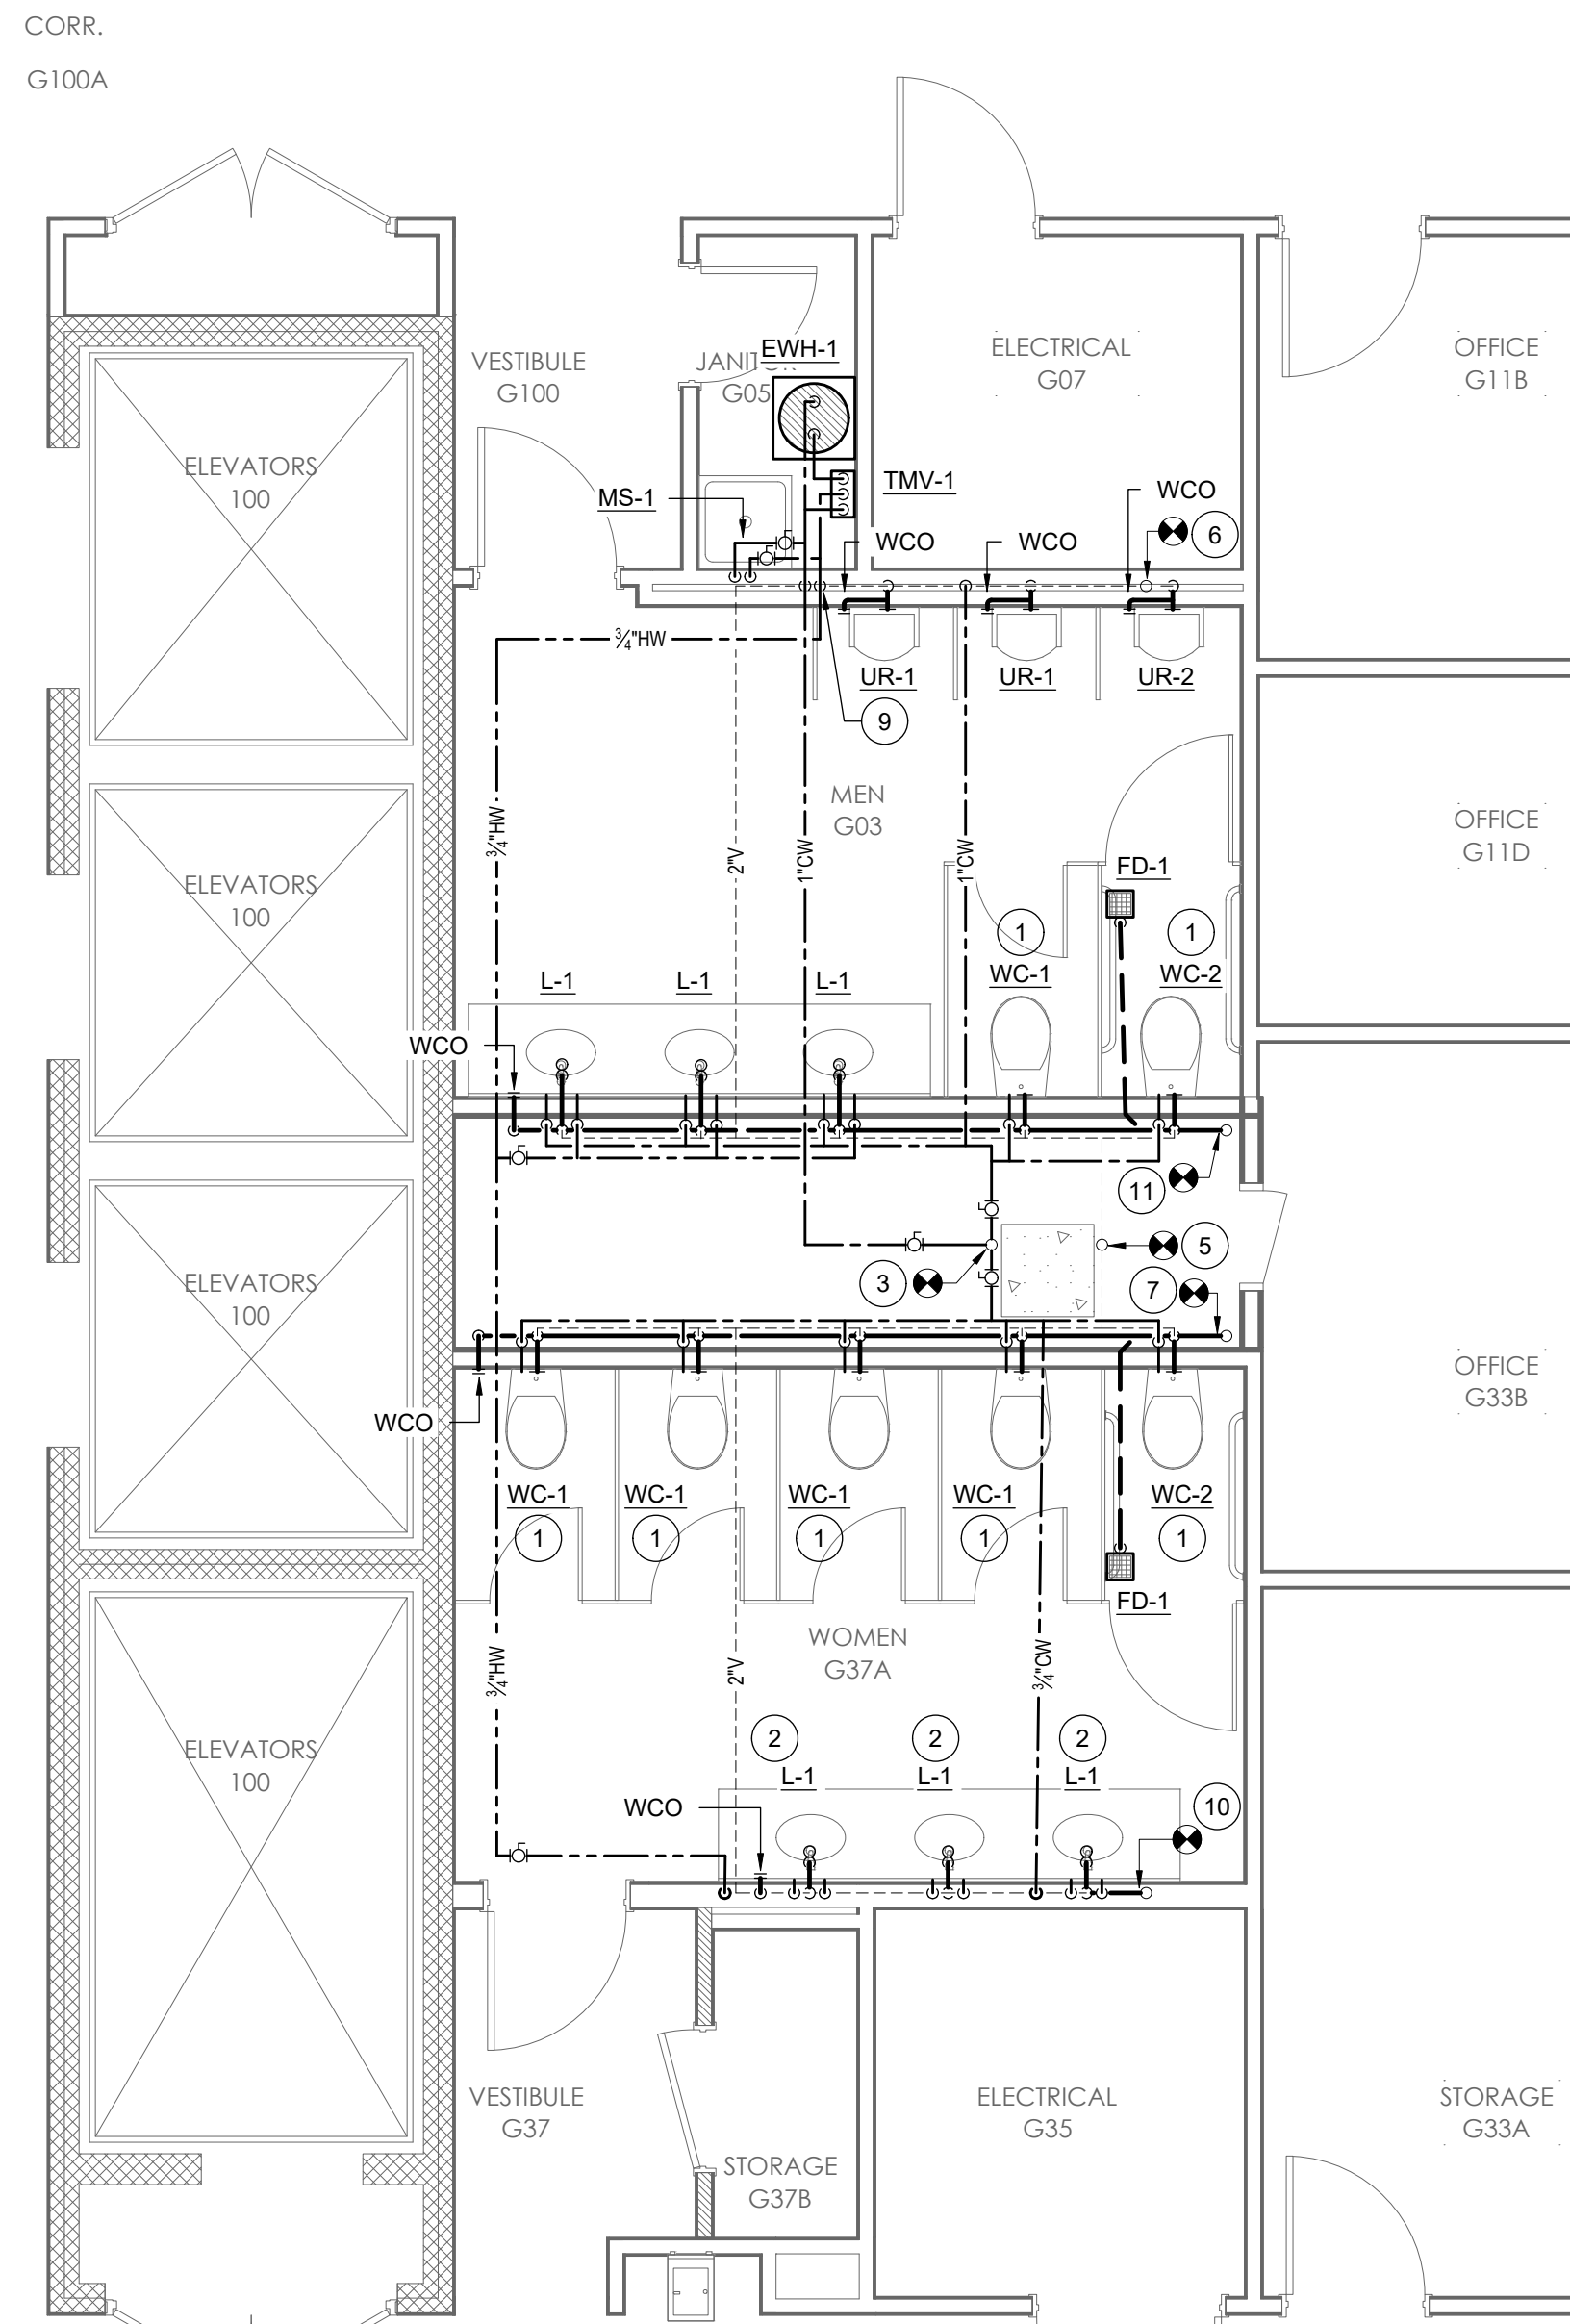 CORR.
G100A
VESTIBULE
G100
JANITOR
G05
EWH-1
ELECTRICAL
G07
OFFICE
G11B
ELEVATORS
100
MS-1
TMV-1
WCO
WCO
WCO
6
¾"HW
UR-1
UR-1
UR-2
9
MEN
G03
¾"HW
2"V
1"CW
1"CW
OFFICE
G11D
ELEVATORS
100
FD-1
1
1
WC-1
WC-2
L-1
L-1
L-1
WCO
11
5
3
7
ELEVATORS
100
OFFICE
G33B
WCO
WC-1
WC-1
WC-1
WC-1
WC-2
1
1
1
1
1
FD-1
WOMEN
G37A
¾"HW
2"V
¾"CW
2
2
2
L-1
L-1
L-1
ELEVATORS
100
WCO
10
VESTIBULE
G37
ELECTRICAL
G35
STORAGE
G33A
STORAGE
G37B